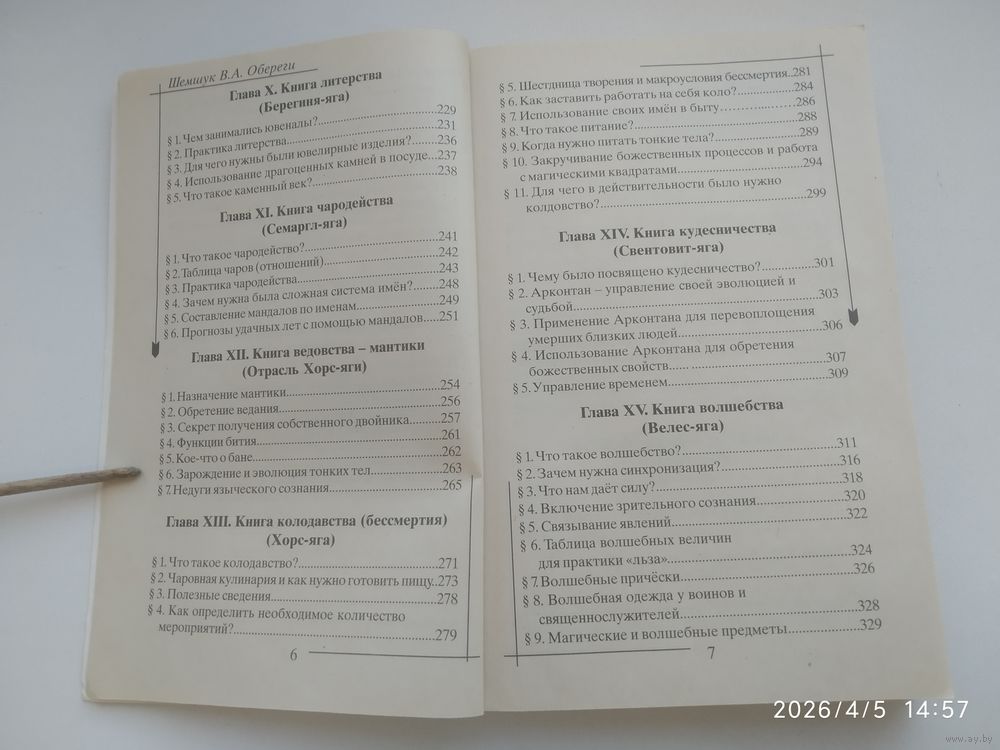 Шемшук В.А. Обереги
Глава X. Книга литерства
(Берегиня-яга)
§ 1. Чем занимались ювеналы?....................229
§ 2. Практика литерства....................231
§ 3. Для чего нужны были ювелирные изделия?.......236
§ 4. Использование драгоценных камней в посуде...237
§ 5. Что такое каменный век?....................238
Глава XI. Книга чародейства
(Семаргл-яга)
§ 1. Что такое чародейство?....................241
§ 2. Таблица чаров (отношений)....................242
§ 3. Практика чародейства....................243
§ 4. Зачем нужна была сложная система имён?.......248
§ 5. Составление мандалов по именам....................249
§ 6. Прогнозы удачных лет с помощью мандалов.....251
Глава XII. Книга ведовства – мантики
(Отрасль Хорс-яги)
§ 1. Назначение мантики....................254
§ 2. Обретение ведания....................256
§ 3. Секрет получения собственного двойника.........257
§ 4. Функции бития....................261
§ 5. Кое-что о бане....................262
§ 6. Зарождение и эволюция тонких тел....................263
§ 7. Недуги языческого сознания....................265
Глава XIII. Книга колодавства (бессмертия)
(Хорс-яга)
§ 1. Что такое колодавство?....................271
§ 2. Чаровная кулинария и как нужно готовить пищу..273
§ 3. Полезные сведения....................278
§ 4. Как определить необходимое количество
мероприятий?....................279
6
§ 5. Шестдница творения и макроусловия бессмертия..281
§ 6. Как заставить работать на себя коло?..............284
§ 7. Использование своих имён в быту....................286
§ 8. Что такое питание?....................288
§ 9. Когда нужно питать тонкие тела?....................289
§ 10. Закручивание божественных процессов и работа
с магическими квадратами....................294
§ 11. Для чего в действительности было нужно
колдовство?....................299
Глава XIV. Книга кудесничества
(Свентовит-яга)
§ 1. Чему было посвящено кудесничество?..............301
§ 2. Арконтан – управление своей эволюцией и
судьбой....................303
§ 3. Применение Арконтана для перевоплощения
умерших близких людей....................306
§ 4. Использование Арконтана для обретения
божественных свойств....................307
§ 5. Управление временем....................309
Глава XV. Книга волшебства
(Велес-яга)
§ 1. Что такое волшебство?....................311
§ 2. Зачем нужна синхронизация?....................316
§ 3. Что нам даёт силу?....................318
§ 4. Включение зрительного сознания....................320
§ 5. Связывание явлений....................322
§ 6. Таблица волшебных величин
для практики «льза»....................324
§ 7. Волшебные причёски....................326
§ 8. Волшебная одежда у воинов и
священнослужителей....................328
§ 9. Магические и волшебные предметы....................329
7
2026/4/5 14:57
www.ay.by